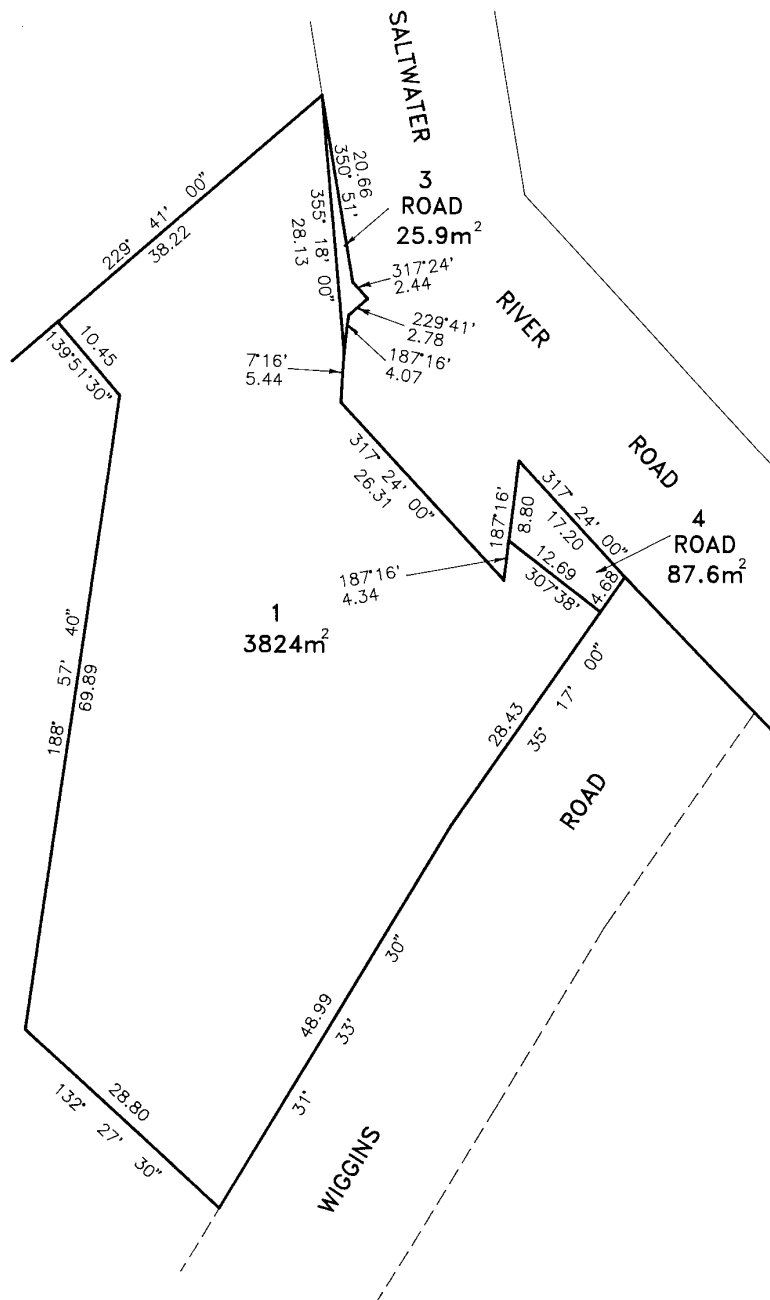 SALTWATER
3
ROAD
25.9m²
20.66
350° 51'
355° 18' 00"
28.13
229° 41' 00"
38.22
317°24'
2.44
229°41'
2.78
187°16'
4.07
RIVER
10.45
139°51'30"
7°16'
5.44
ROAD
317° 24' 00"
26.31
317° 24' 00"
17.20
187°16'
8.80
4
ROAD
87.6m²
12.69
307°38'
4.68
187°16'
4.34
1
3824m²
188° 57' 40"
69.89
28.43
35° 17' 00"
ROAD
48.99
31° 33' 30"
28.80
132° 27' 30"
WIGGINS